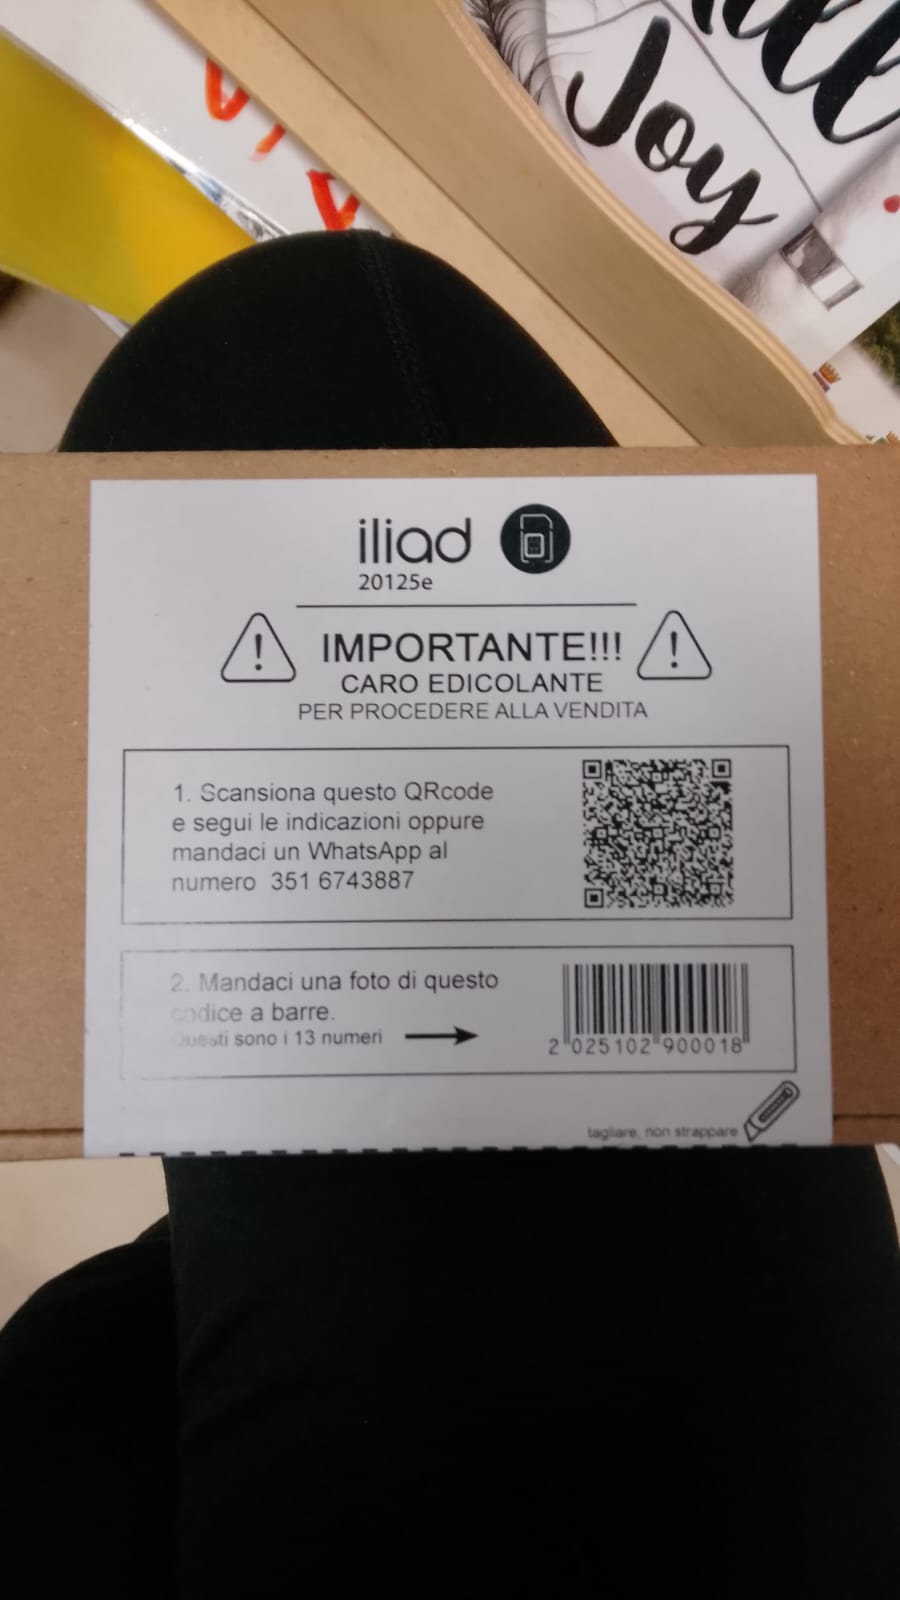 Joy
iliad
20125e
IMPORTANTE!!!
CARO EDICOLANTE
PER PROCEDERE ALLA VENDITA
1. Scansiona questo QRcode
e segui le indicazioni oppure
mandaci un WhatsApp al
numero 351 6743887
2. Mandaci una foto di questo
codice a barre.
Questi sono i 13 numeri
2 025102 900018
tagliare, non strappare